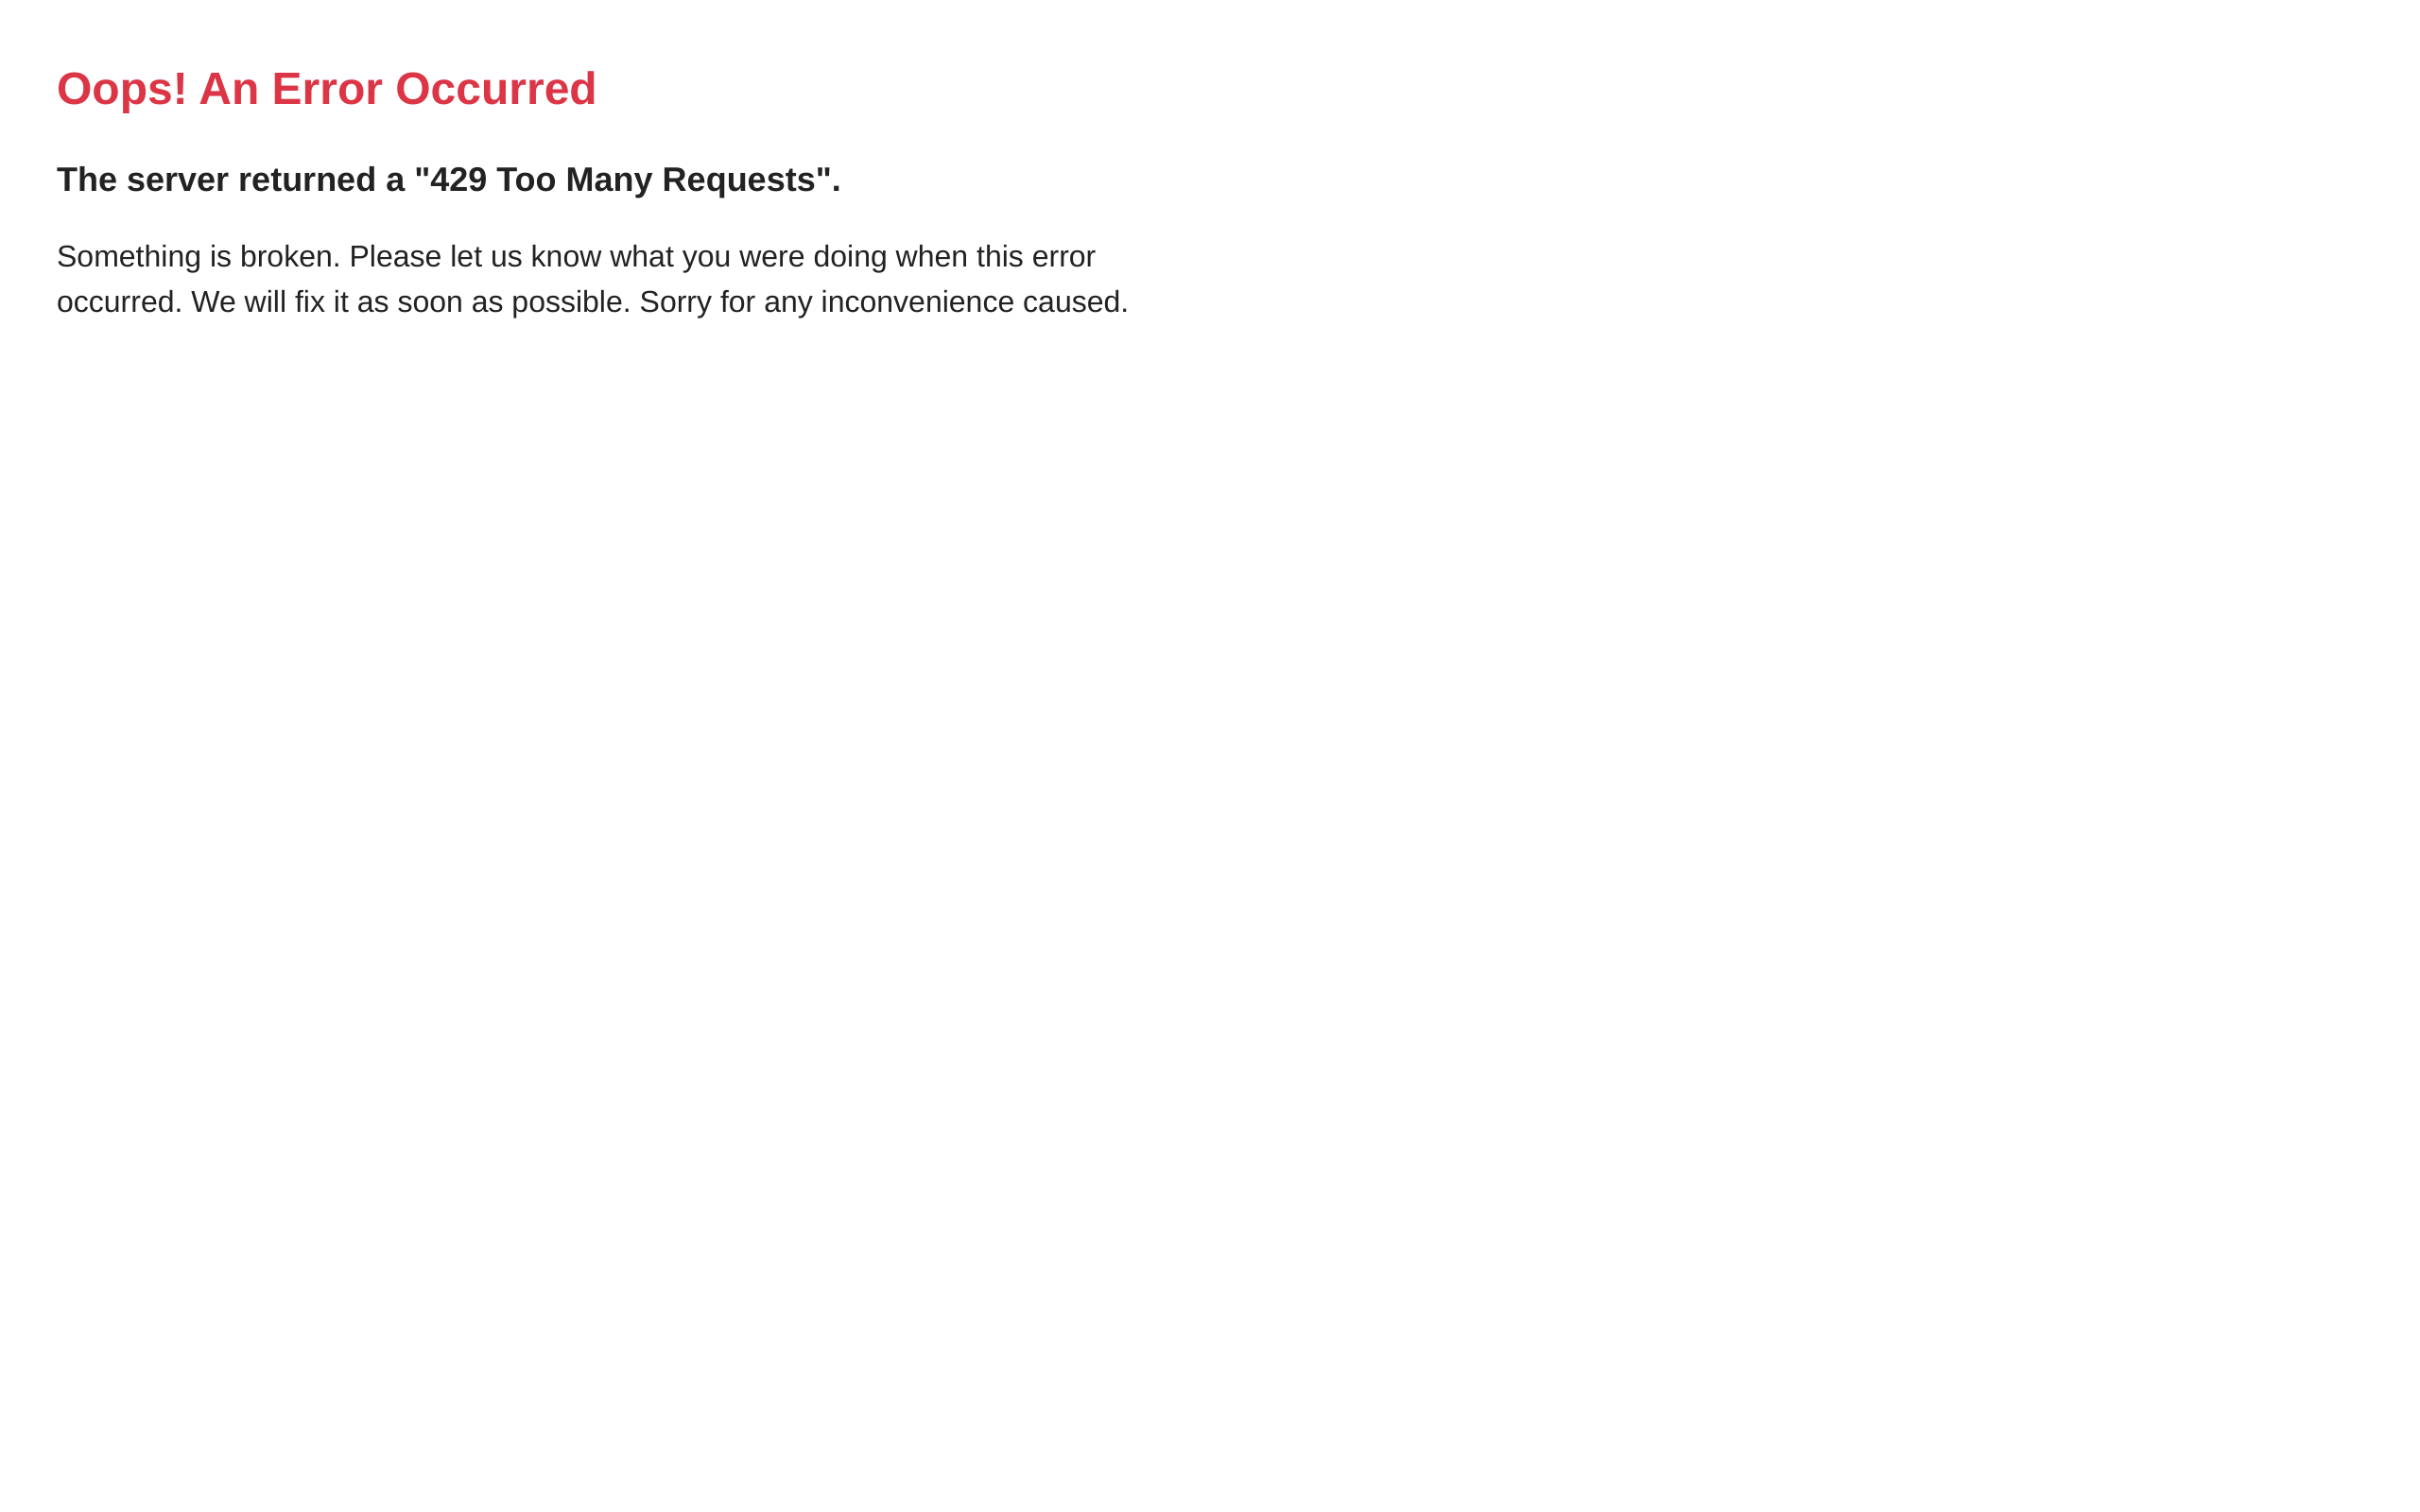 Oops! An Error Occurred
The server returned a "429 Too Many Requests".
Something is broken. Please let us know what you were doing when this error
occurred. We will fix it as soon as possible. Sorry for any inconvenience caused.